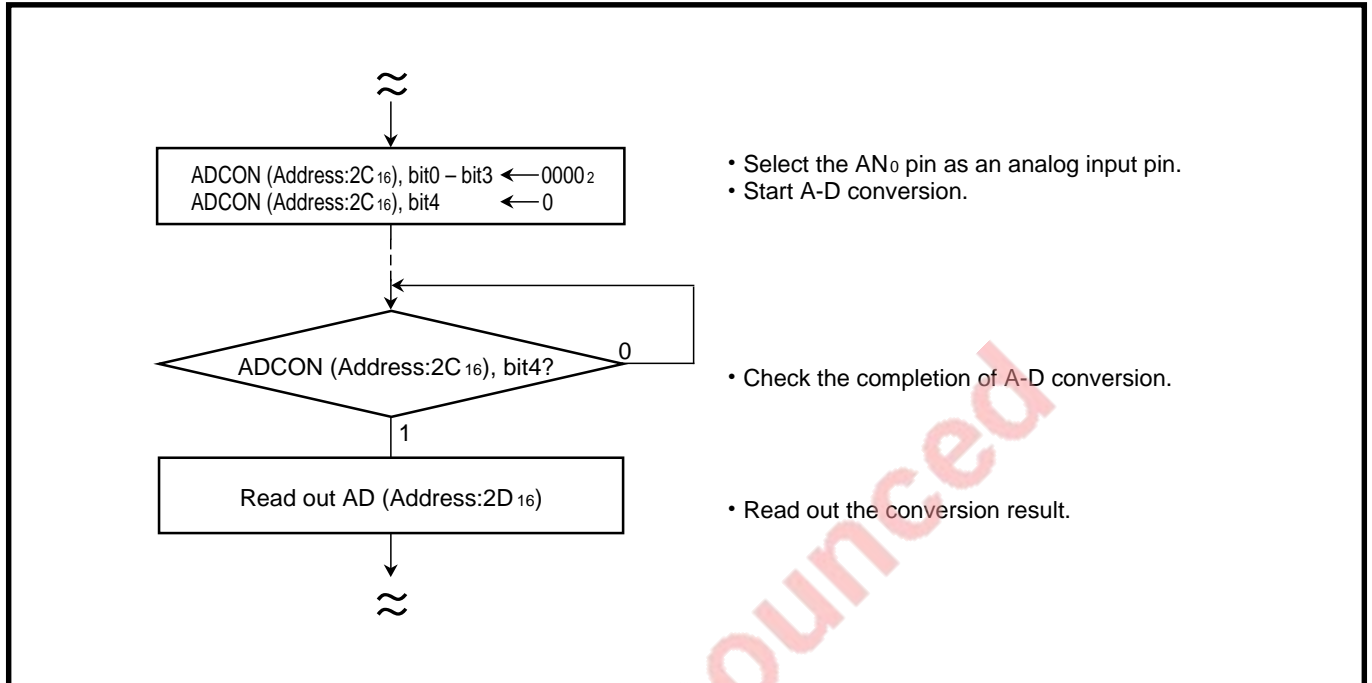 ≈
ADCON (Address:2C16), bit0 – bit3 ← 00002
ADCON (Address:2C16), bit4 ← 0
• Select the AN0 pin as an analog input pin.
• Start A-D conversion.
ADCON (Address:2C16), bit4?
0
• Check the completion of A-D conversion.
1
Read out AD (Address:2D16)
• Read out the conversion result.
≈
ounced